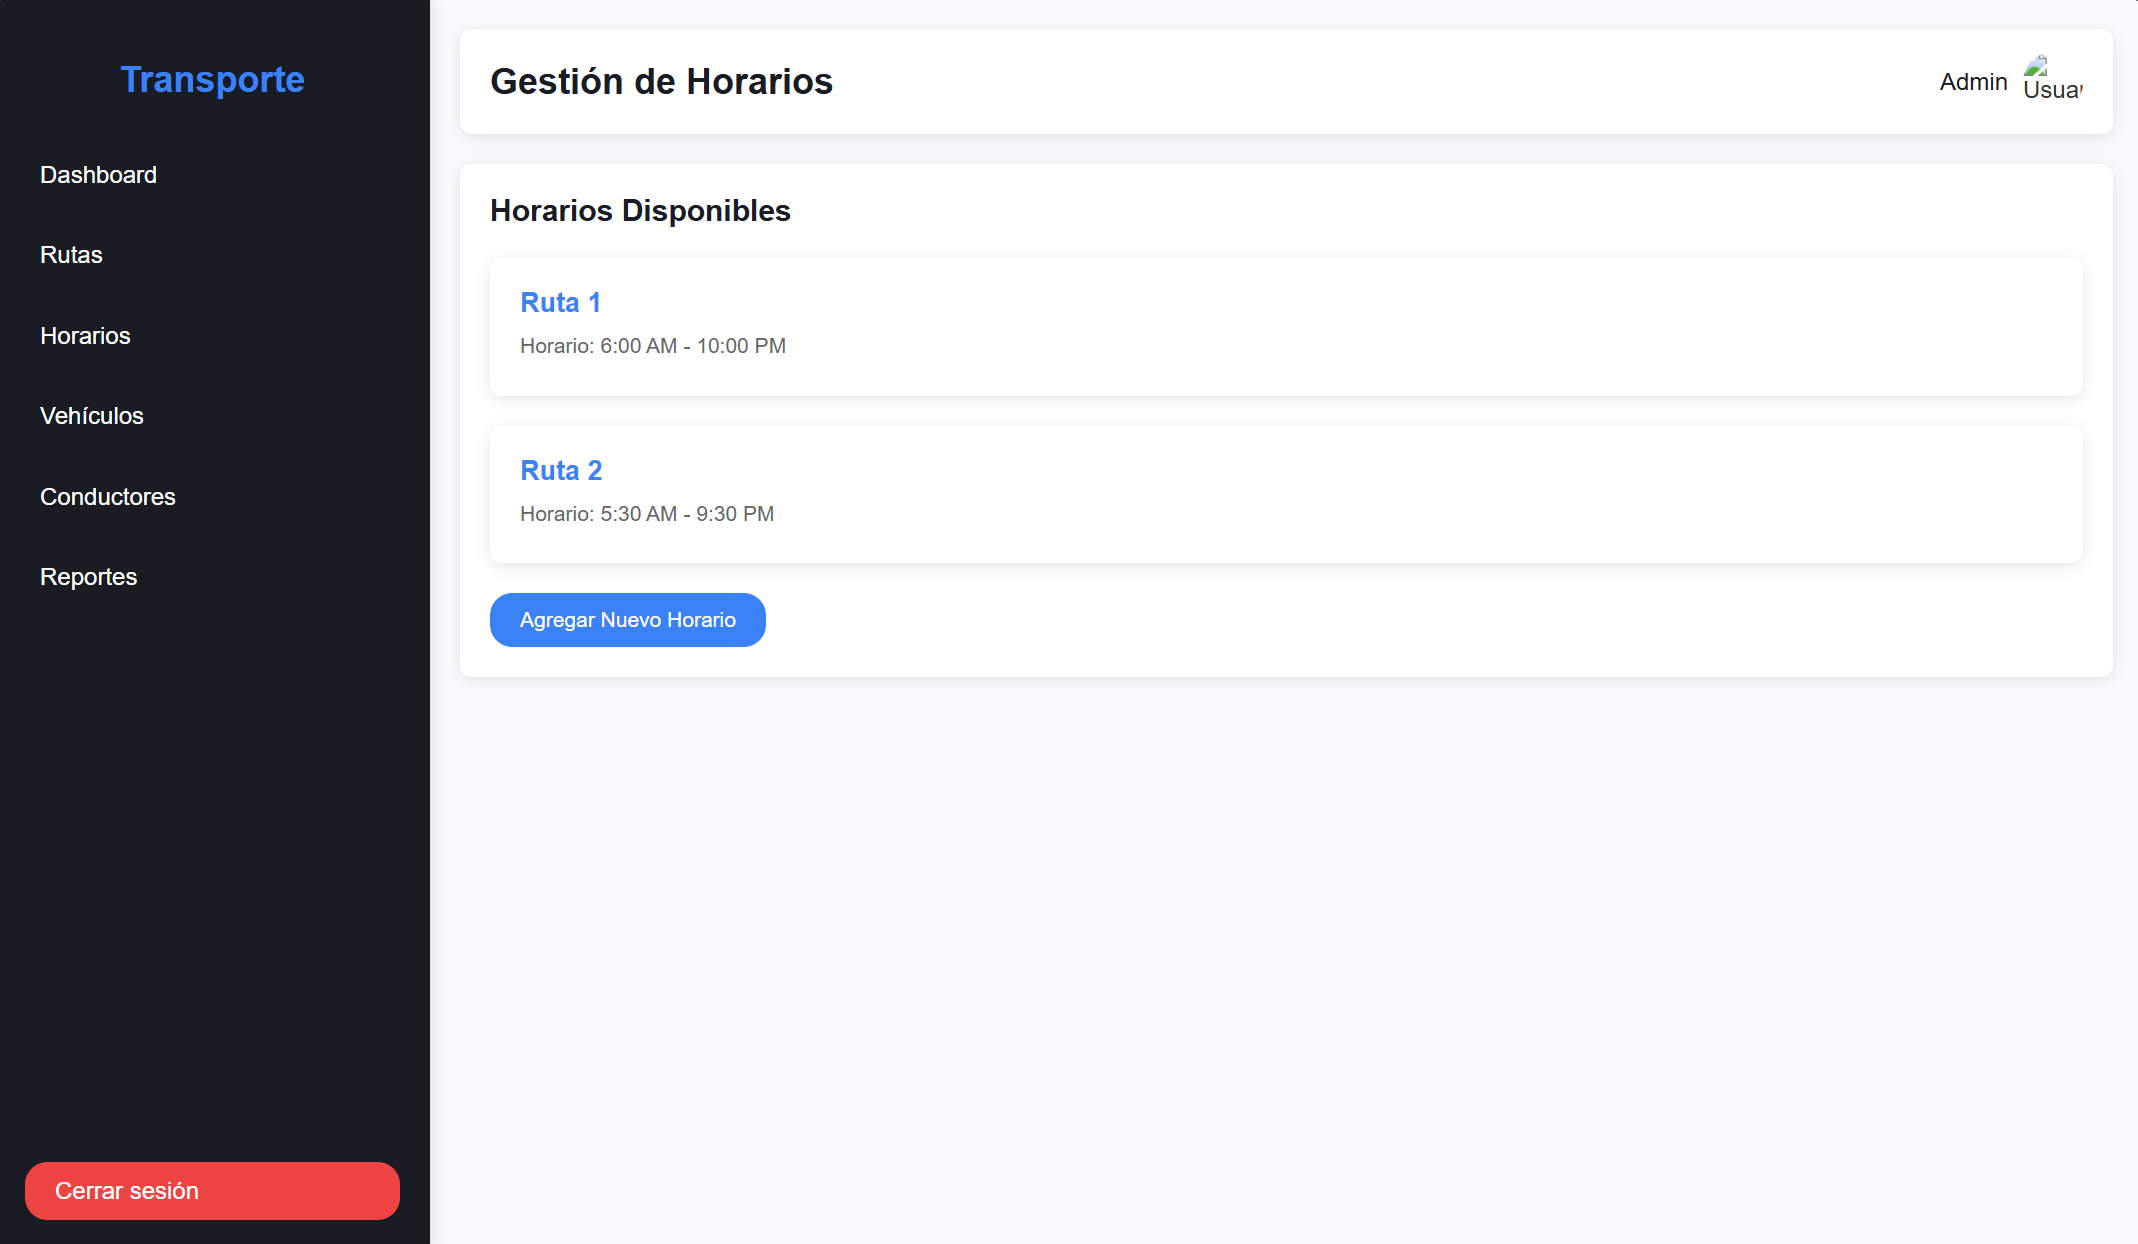 Transporte
Dashboard
Rutas
Horarios
Vehículos
Conductores
Reportes
Cerrar sesión
Gestión de Horarios
Admin
Horarios Disponibles
Ruta 1
Horario: 6:00 AM - 10:00 PM
Ruta 2
Horario: 5:30 AM - 9:30 PM
Agregar Nuevo Horario